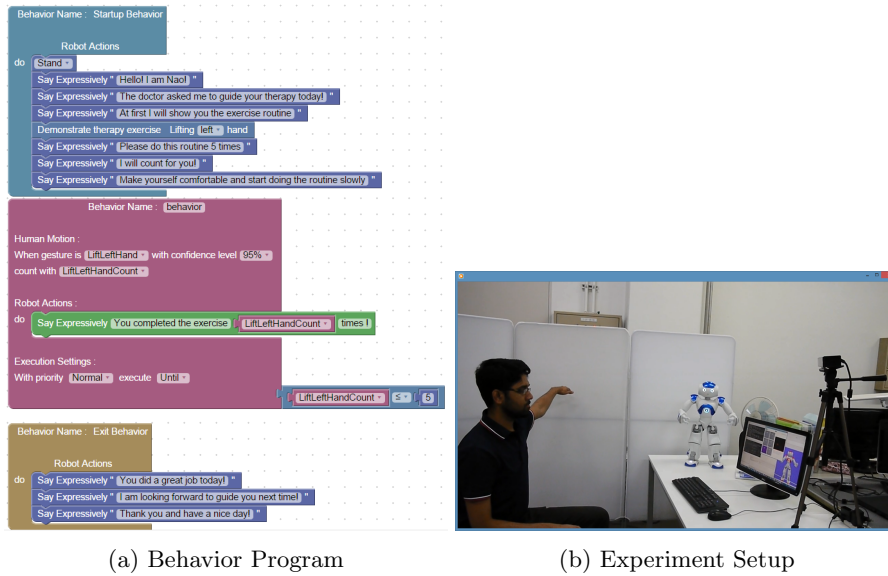 Behavior Name : Startup Behavior
Robot Actions
do Stand
Say Expressively " Hello! I am Nao! "
Say Expressively " The doctor asked me to guide your therapy today! "
Say Expressively " At first I will show you the exercise routine "
Demonstrate therapy exercise Lifting left hand
Say Expressively " Please do this routine 5 times "
Say Expressively " I will count for you! "
Say Expressively " Make yourself comfortable and start doing the routine slowly "
Behavior Name : behavior
Human Motion :
When gesture is LiftLeftHand with confidence level 95%
count with LiftLeftHandCount
Robot Actions :
do Say Expressively You completed the exercise LiftLeftHandCount times !
Execution Settings :
With priority Normal execute Until
LiftLeftHandCount ≤ 5
Behavior Name : Exit Behavior
Robot Actions
do Say Expressively " You did a great job today! "
Say Expressively " I am looking forward to guide you next time! "
Say Expressively " Thank you and have a nice day! "
(a) Behavior Program
(b) Experiment Setup